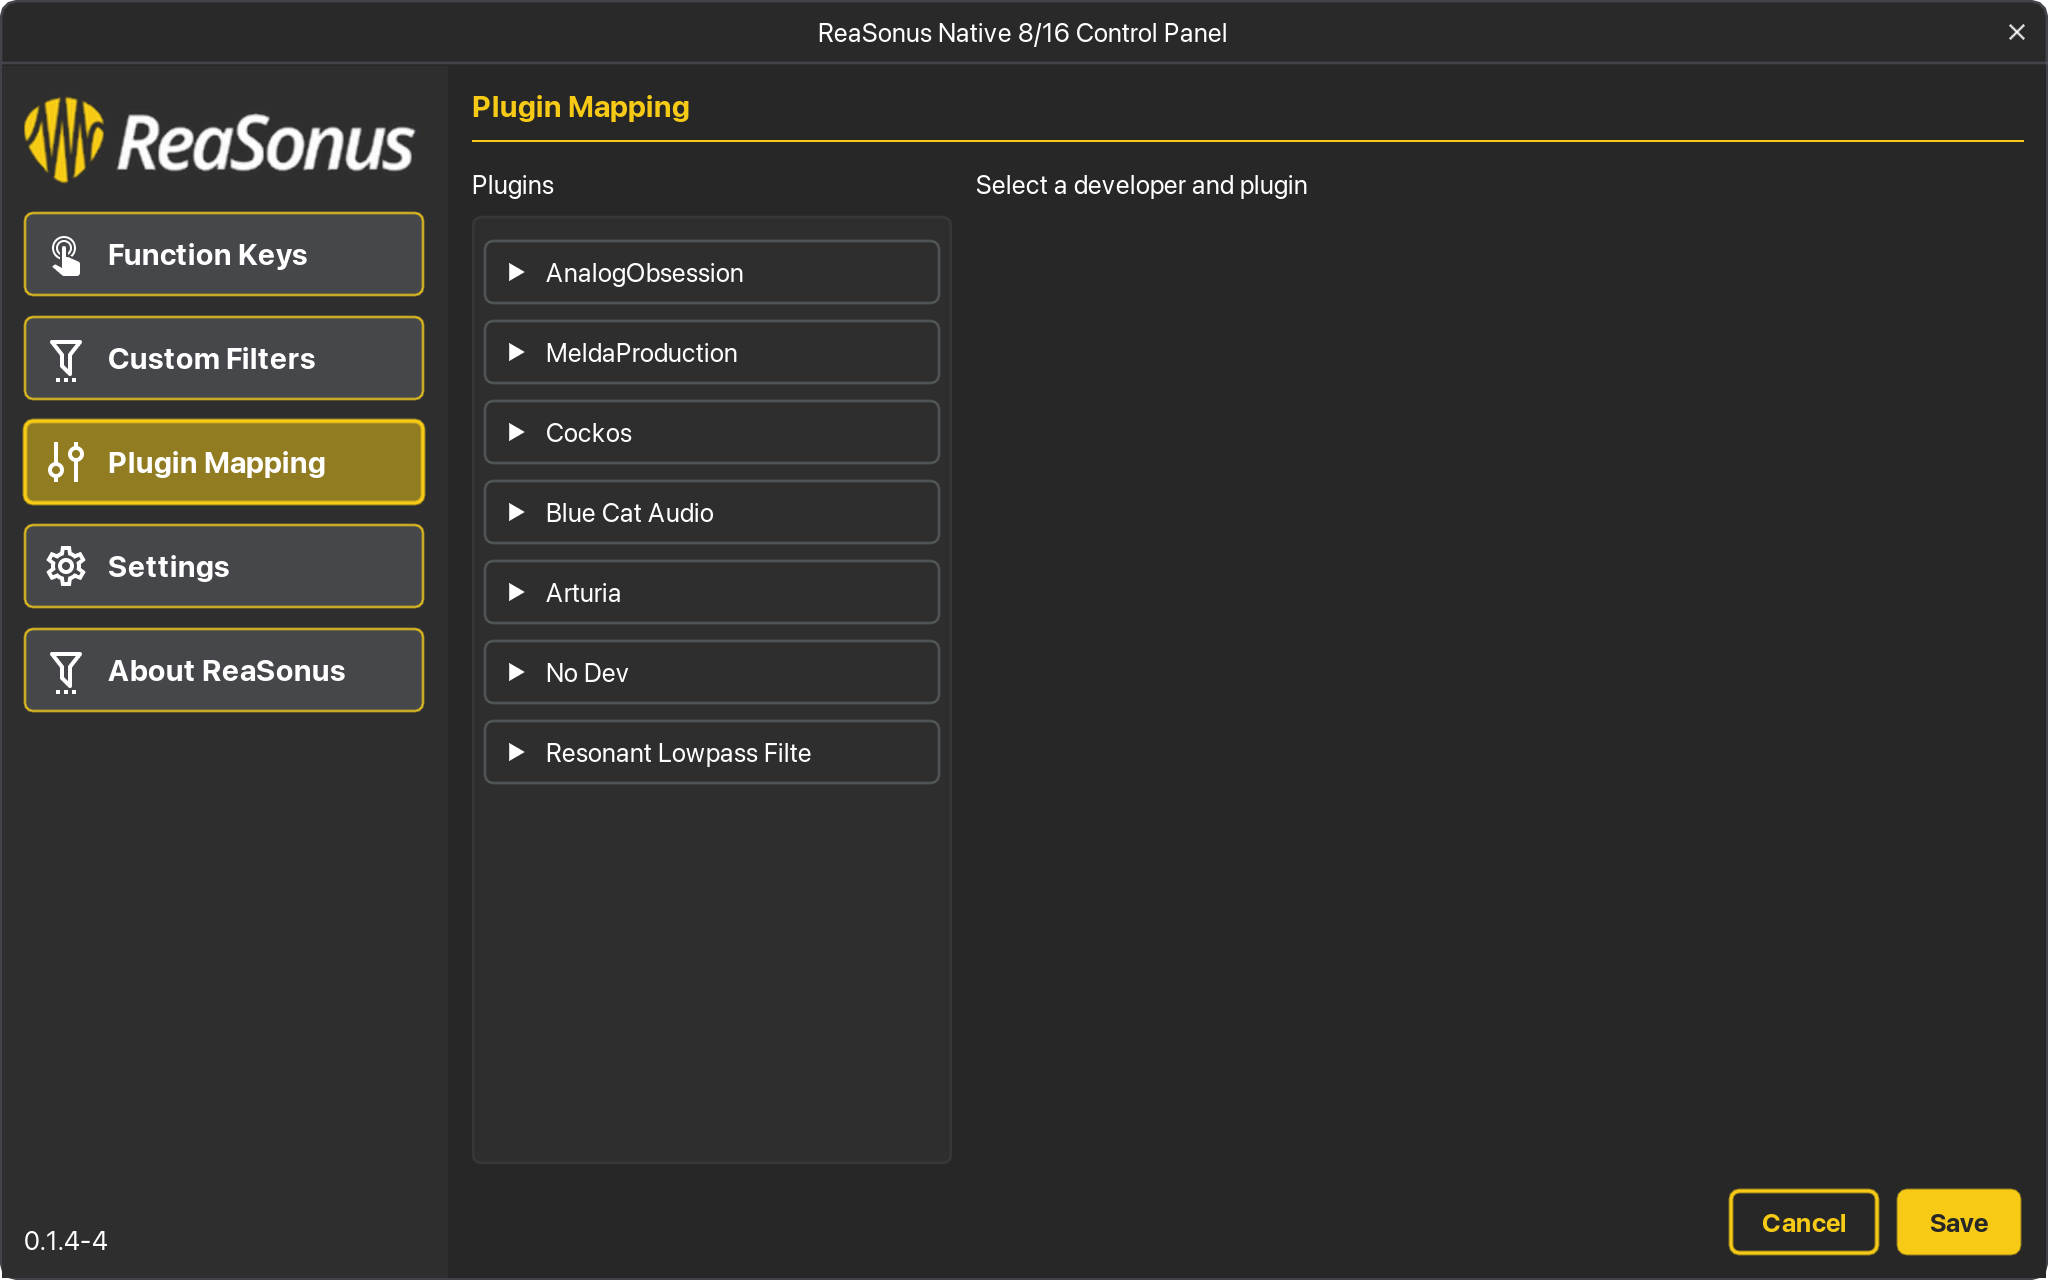 ReaSonus Native 8/16 Control Panel
ReaSonus
Function Keys
Custom Filters
Plugin Mapping
Settings
About ReaSonus
0.1.4-4
Plugin Mapping
Plugins
AnalogObsession
MeldaProduction
Cockos
Blue Cat Audio
Arturia
No Dev
Resonant Lowpass Filte
Select a developer and plugin
Cancel
Save